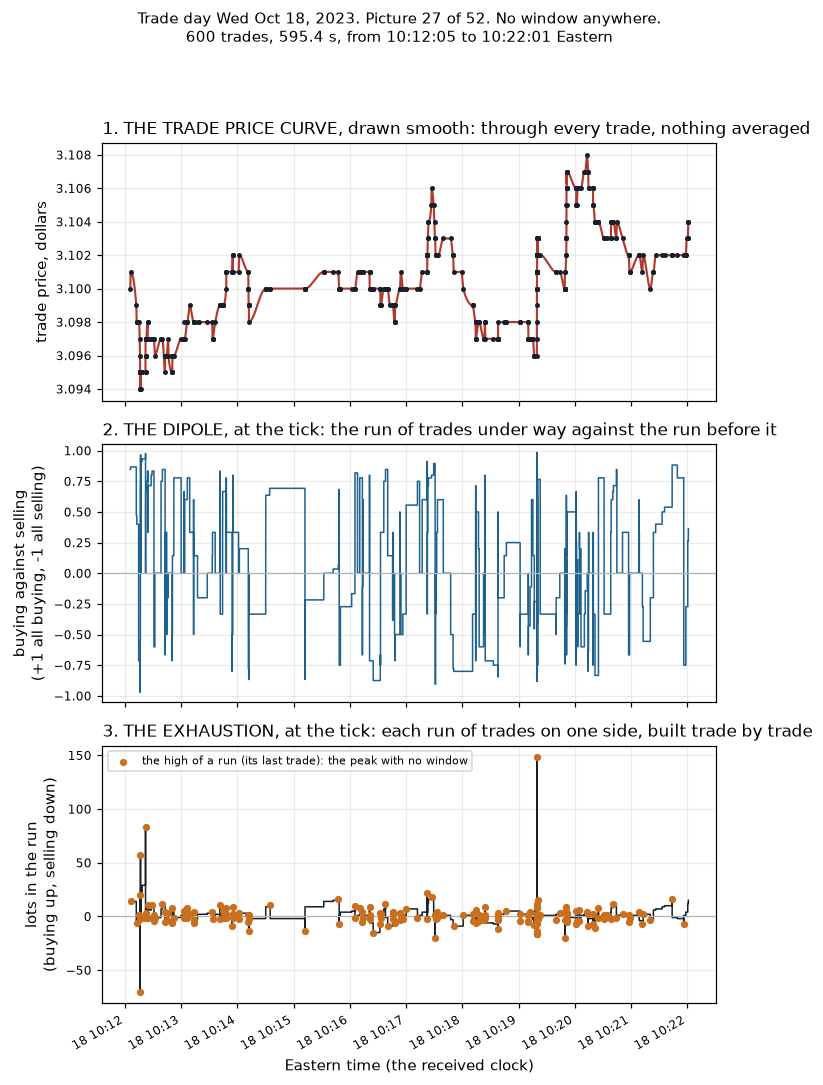 Trade day Wed Oct 18, 2023. Picture 27 of 52. No window anywhere.
600 trades, 595.4 s, from 10:12:05 to 10:22:01 Eastern
1. THE TRADE PRICE CURVE, drawn smooth: through every trade, nothing averaged
trade price, dollars
3.108
3.106
3.104
3.102
3.100
3.098
3.096
3.094
2. THE DIPOLE, at the tick: the run of trades under way against the run before it
buying against selling
(+1 all buying, -1 all selling)
1.00
0.75
0.50
0.25
0.00
−0.25
−0.50
−0.75
−1.00
3. THE EXHAUSTION, at the tick: each run of trades on one side, built trade by trade
the high of a run (its last trade): the peak with no window
lots in the run
(buying up, selling down)
150
100
50
0
−50
18 10:12
18 10:13
18 10:14
18 10:15
18 10:16
18 10:17
18 10:18
18 10:19
18 10:20
18 10:21
18 10:22
Eastern time (the received clock)